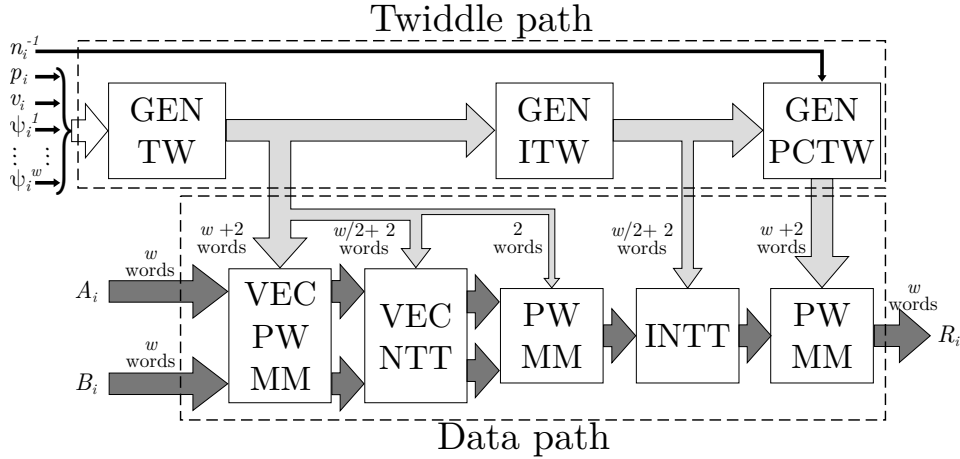 Twiddle path
n_i^-1
p_i
v_i
ψ_i^1
⋮ ⋮
ψ_i^w
GEN
TW
GEN
ITW
GEN
PCTW
w +2
words
w/2+ 2
words
2
words
w/2+ 2
words
w +2
words
A_i
w
words
B_i
w
words
VEC
PW
MM
VEC
NTT
PW
MM
INTT
PW
MM
w
words
R_i
Data path